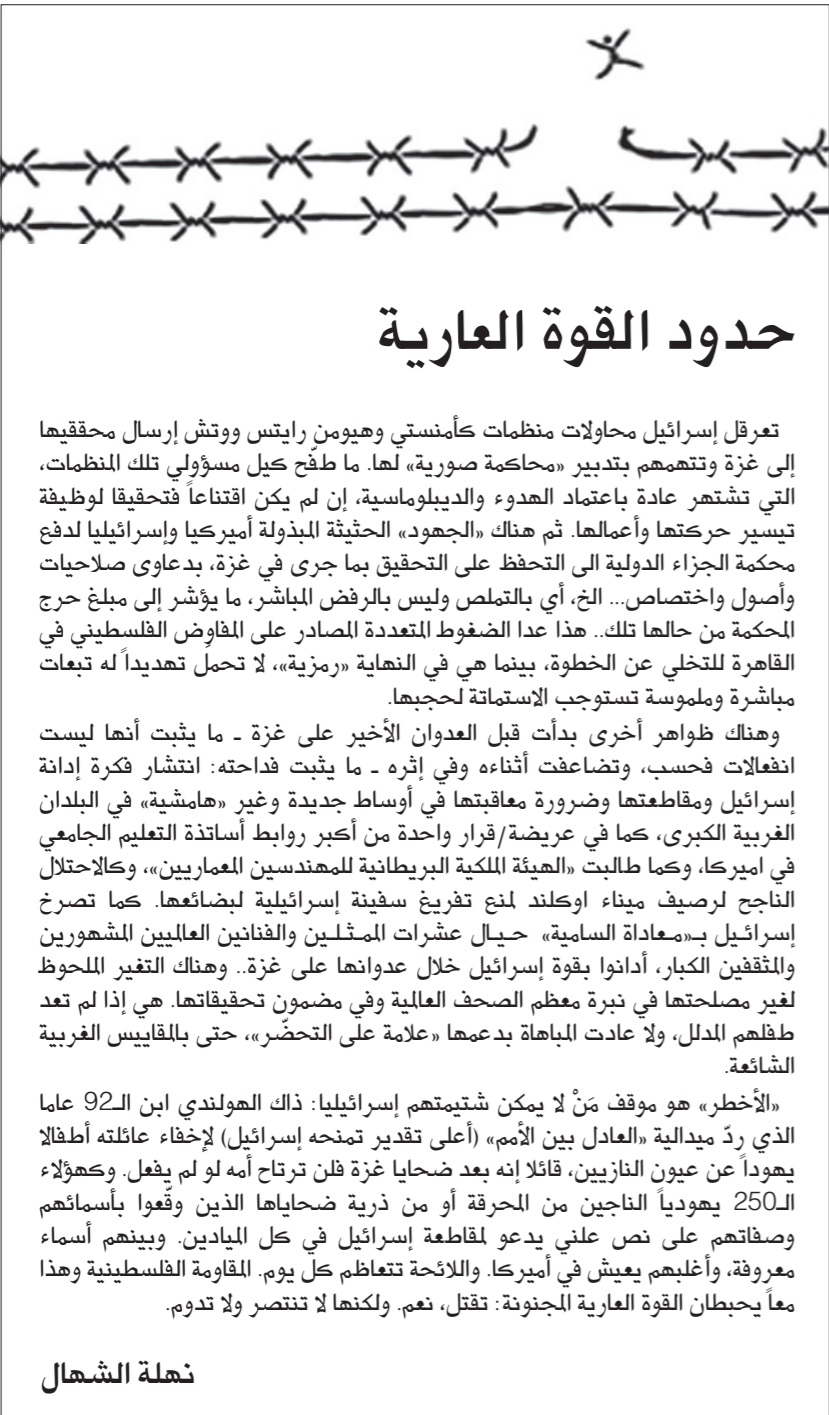 حدود القوة العارية
تعرقل إسرائيل محاولات منظمات كأمنستي وهيومن رايتس ووتش إرسال محققيها
إلى غزة وتتهمهم بتدبير «محاكمة صورية» لها. ما طفّح كيل مسؤولي تلك المنظمات،
التي تشتهر عادة باعتماد الهدوء والديبلوماسية، إن لم يكن اقتناعاً فتحقيقا لوظيفة
تيسير حركتها وأعمالها. ثم هناك «الجهود» الحثيثة المبذولة أميركيا وإسرائيليا لدفع
محكمة الجزاء الدولية الى التحفظ على التحقيق بما جرى في غزة، بدعاوى صلاحيات
وأصول واختصاص... الخ، أي بالتملص وليس بالرفض المباشر، ما يؤشر إلى مبلغ حرج
المحكمة من حالها تلك.. هذا عدا الضغوط المتعددة المصادر على المفاوِض الفلسطيني في
القاهرة للتخلي عن الخطوة، بينما هي في النهاية «رمزية»، لا تحمل تهديداً له تبعات
مباشرة وملموسة تستوجب الاستماتة لحجبها.
وهناك ظواهر أخرى بدأت قبل العدوان الأخير على غزة ـ ما يثبت أنها ليست
انفعالات فحسب، وتضاعفت أثناءه وفي إثره ـ ما يثبت فداحته: انتشار فكرة إدانة
إسرائيل ومقاطعتها وضرورة معاقبتها في أوساط جديدة وغير «هامشية» في البلدان
الغربية الكبرى، كما في عريضة/قرار واحدة من أكبر روابط أساتذة التعليم الجامعي
في اميركا، وكما طالبت «الهيئة الملكية البريطانية للمهندسين المعماريين»، وكالاحتلال
الناجح لرصيف ميناء اوكلند لمنع تفريغ سفينة إسرائيلية لبضائعها. كما تصرخ
إسرائيل بـ«معاداة السامية» حيال عشرات الممثلين والفنانين العالميين المشهورين
والمثقفين الكبار، أدانوا بقوة إسرائيل خلال عدوانها على غزة.. وهناك التغير الملحوظ
لغير مصلحتها في نبرة معظم الصحف العالمية وفي مضمون تحقيقاتها. هي إذا لم تعد
طفلهم المدلل، ولا عادت المباهاة بدعمها «علامة على التحضّر»، حتى بالمقاييس الغربية
الشائعة.
«الأخطر» هو موقف مَنْ لا يمكن شتيمتهم إسرائيليا: ذاك الهولندي ابن الـ92 عاما
الذي ردّ ميدالية «العادل بين الأمم» (أعلى تقدير تمنحه إسرائيل) لإخفاء عائلته أطفالا
يهوداً عن عيون النازيين، قائلا إنه بعد ضحايا غزة فلن ترتاح أمه لو لم يفعل. وكهؤلاء
الـ250 يهودياً الناجين من المحرقة أو من ذرية ضحاياها الذين وقّعوا بأسمائهم
وصفاتهم على نص علني يدعو لمقاطعة إسرائيل في كل الميادين. وبينهم أسماء
معروفة، وأغلبهم يعيش في أميركا. واللائحة تتعاظم كل يوم. المقاومة الفلسطينية وهذا
معاً يحبطان القوة العارية المجنونة: تقتل، نعم. ولكنها لا تنتصر ولا تدوم.
نهلة الشهال